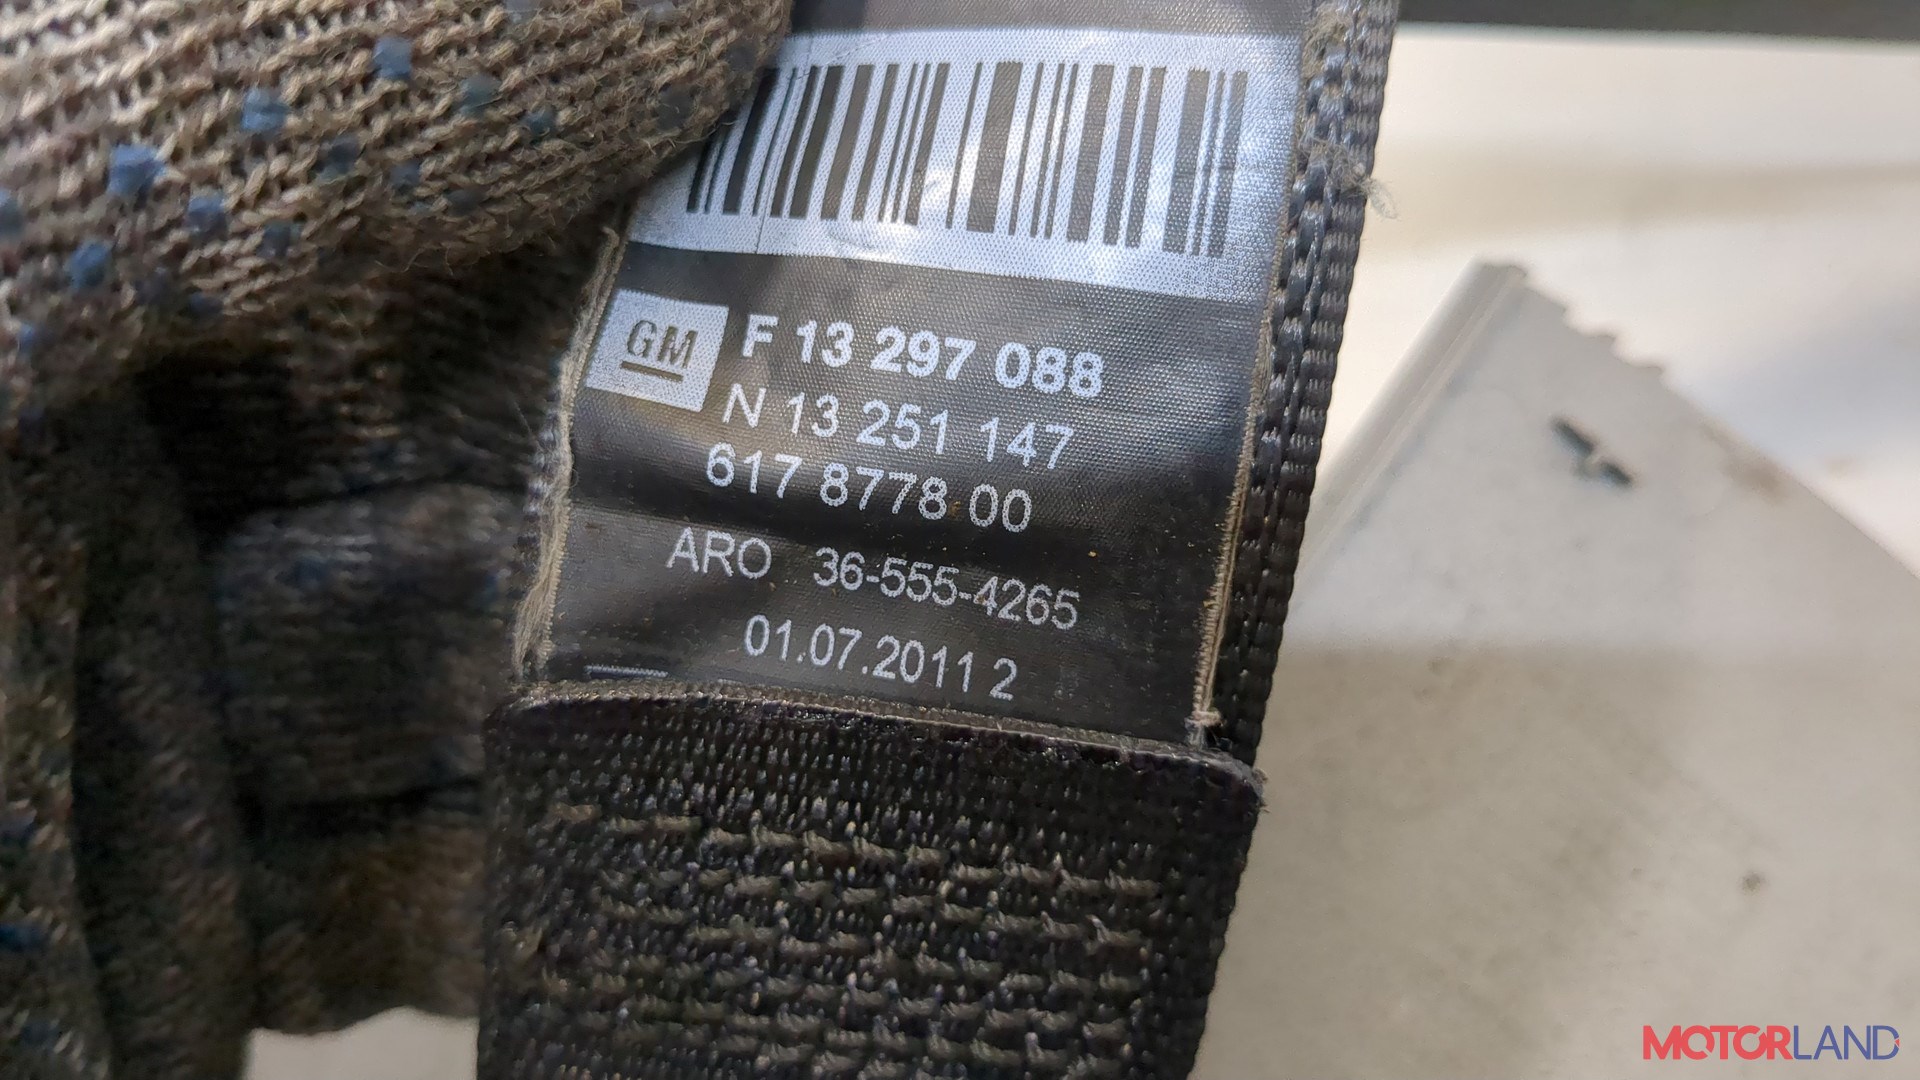 GM
F 13 297 088
N 13 251 147
617 8778 00
ARO 36-555-4265
01.07.2011 2
MOTORLAND